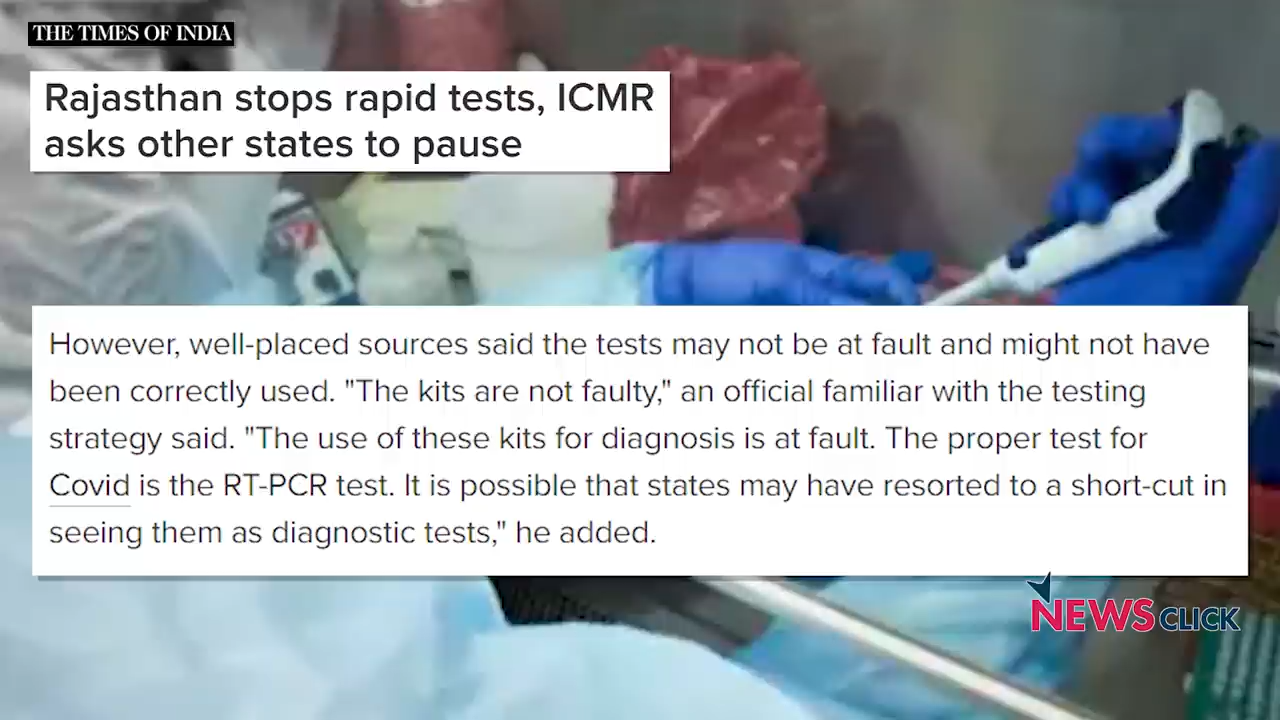 THE TIMES OF INDIA
Rajasthan stops rapid tests, ICMR
asks other states to pause
However, well-placed sources said the tests may not be at fault and might not have
been correctly used. "The kits are not faulty," an official familiar with the testing
strategy said. "The use of these kits for diagnosis is at fault. The proper test for
Covid is the RT-PCR test. It is possible that states may have resorted to a short-cut in
seeing them as diagnostic tests," he added.
NEWSCLICK